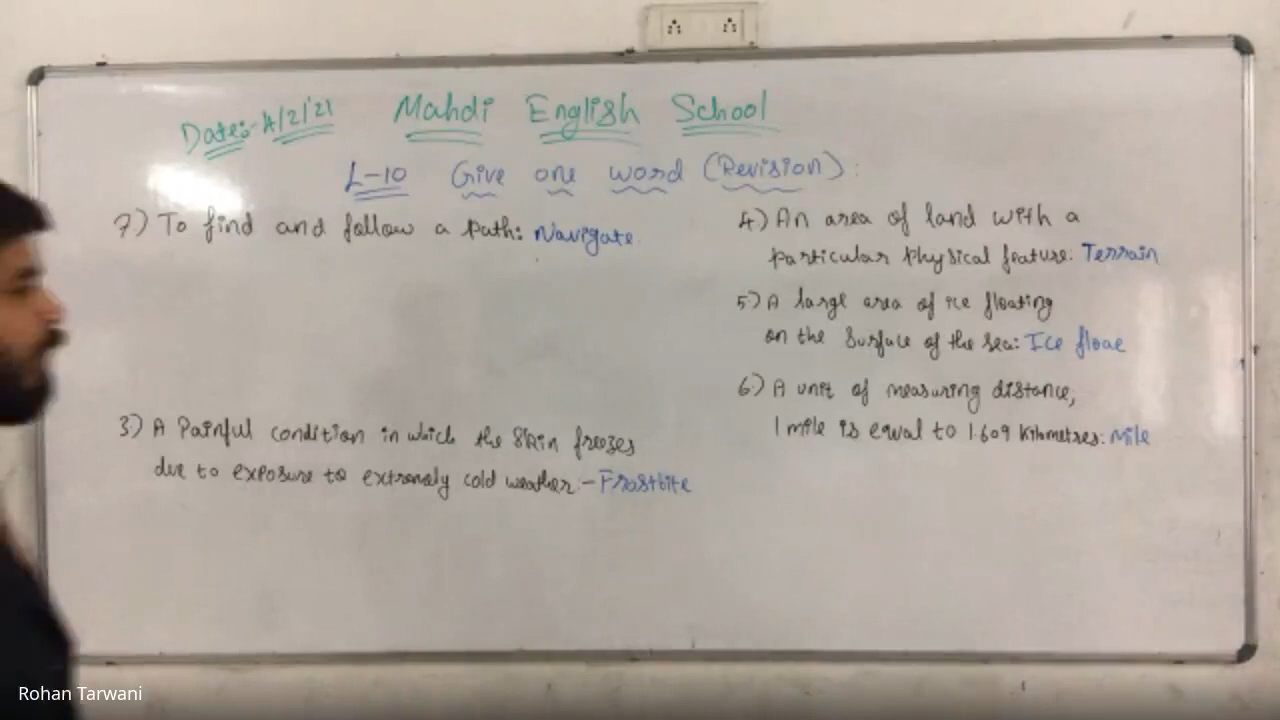 Date:- 4/2/21 Mahdi English School
L-10 Give one word (Revision):
7) To find and follow a path: Navigate
3) A Painful condition in which the Skin freezes
due to exposure to extremely cold weather:- Frostbite
4) An area of land with a
particular physical feature: Terrain
5) A large area of ice floating
on the Surface of the sea: Ice floae
6) A unit of measuring distance,
1 mile is equal to 1.609 Kilometres: Mile
Rohan Tarwani